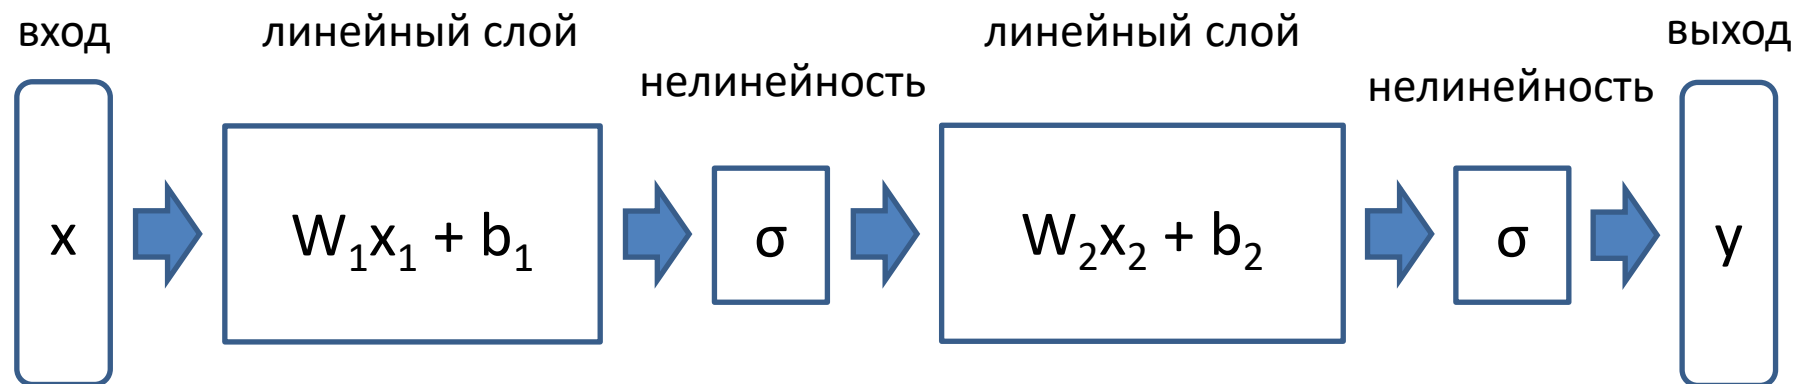 вход
линейный слой
линейный слой
выход
нелинейность
нелинейность
x
W₁x₁ + b₁
σ
W₂x₂ + b₂
σ
y